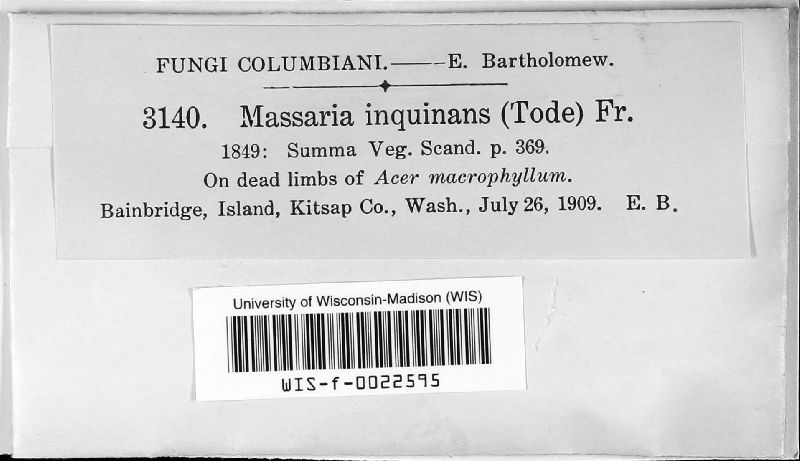 FUNGI COLUMBIANI.——E. Bartholomew.
3140. Massaria inquinans (Tode) Fr.
1849: Summa Veg. Scand. p. 369.
On dead limbs of Acer macrophyllum.
Bainbridge, Island, Kitsap Co., Wash., July 26, 1909. E. B.
University of Wisconsin-Madison (WIS)
WIS-f-0022595